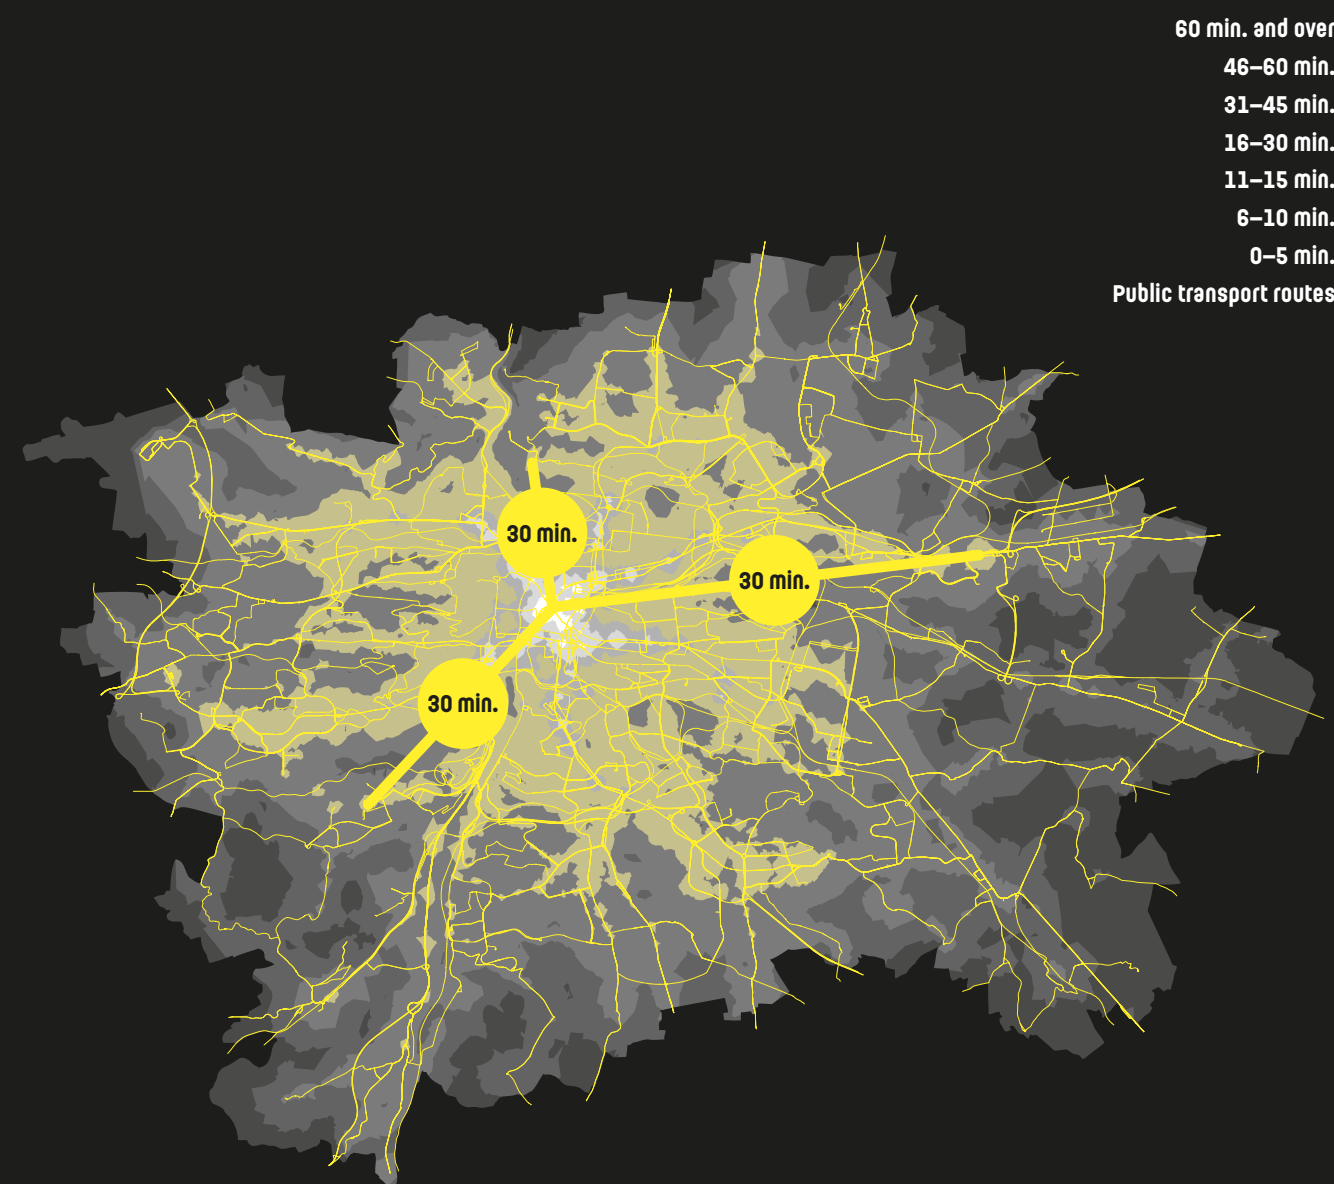 60 min. and over
46–60 min.
31–45 min.
16–30 min.
11–15 min.
6–10 min.
0–5 min.
Public transport routes
30 min.
30 min.
30 min.